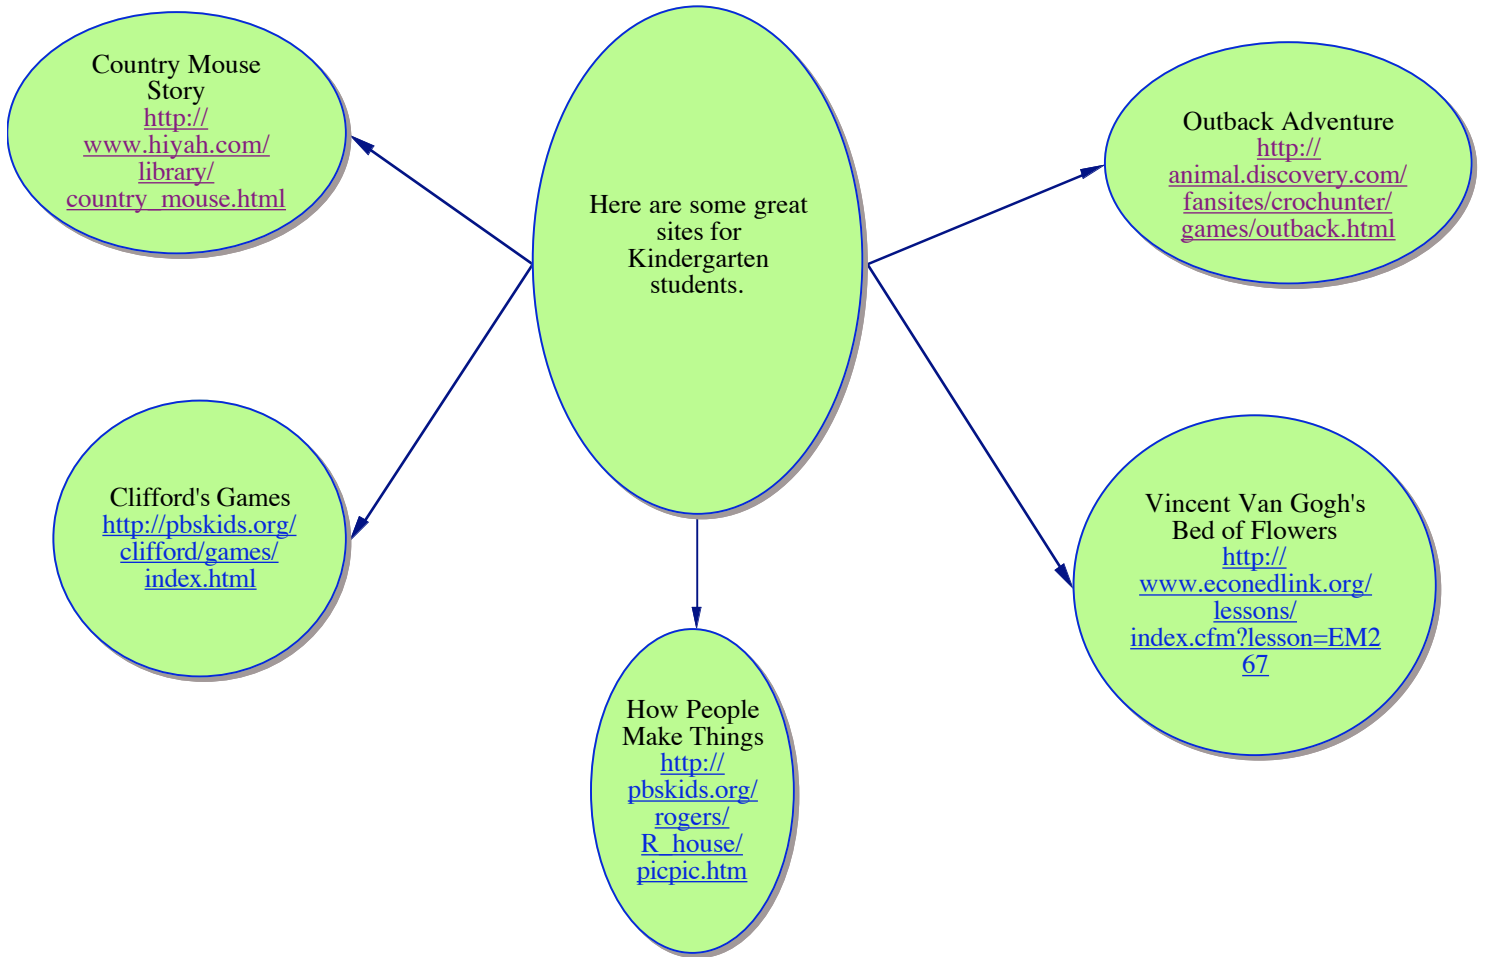 Country Mouse
Story
http://
www.hiyah.com/
library/
country_mouse.html
Here are some great
sites for
Kindergarten
students.
Outback Adventure
http://
animal.discovery.com/
fansites/crochunter/
games/outback.html
Clifford's Games
http://pbskids.org/
clifford/games/
index.html
How People
Make Things
http://
pbskids.org/
rogers/
R_house/
picpic.htm
Vincent Van Gogh's
Bed of Flowers
http://
www.econedlink.org/
lessons/
index.cfm?lesson=EM2
67